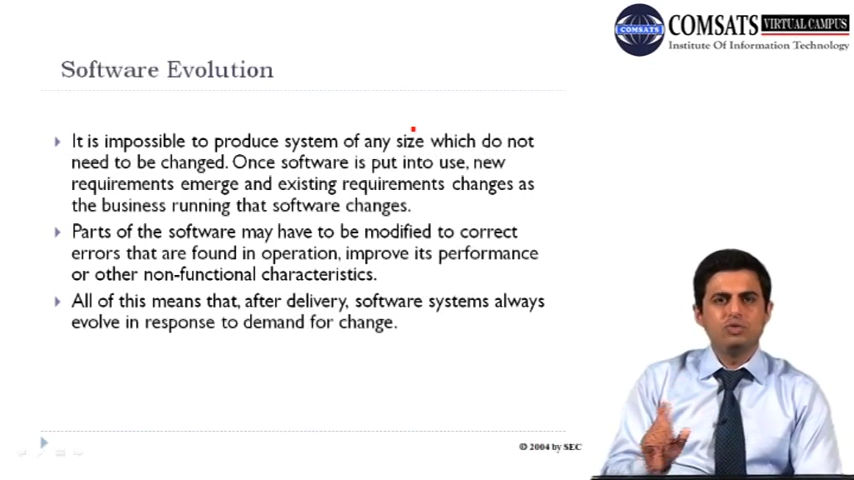 COMSATS VIRTUAL CAMPUS
COMSATS
Institute Of Information Technology
Software Evolution
It is impossible to produce system of any size which do not
need to be changed. Once software is put into use, new
requirements emerge and existing requirements changes as
the business running that software changes.
Parts of the software may have to be modified to correct
errors that are found in operation, improve its performance
or other non-functional characteristics.
All of this means that, after delivery, software systems always
evolve in response to demand for change.
© 2004 by SEC